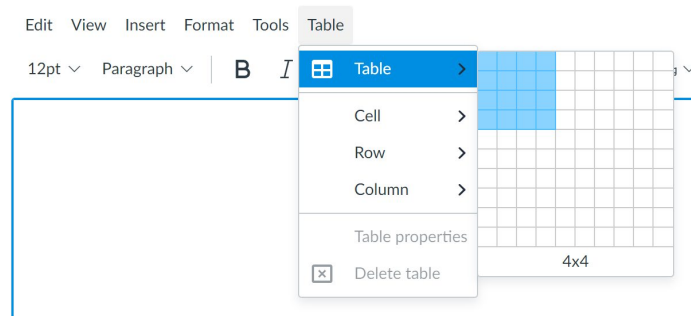 Edit View Insert Format Tools Table
12pt Paragraph B I
Table
Cell
Row
Column
Table properties
Delete table
4x4